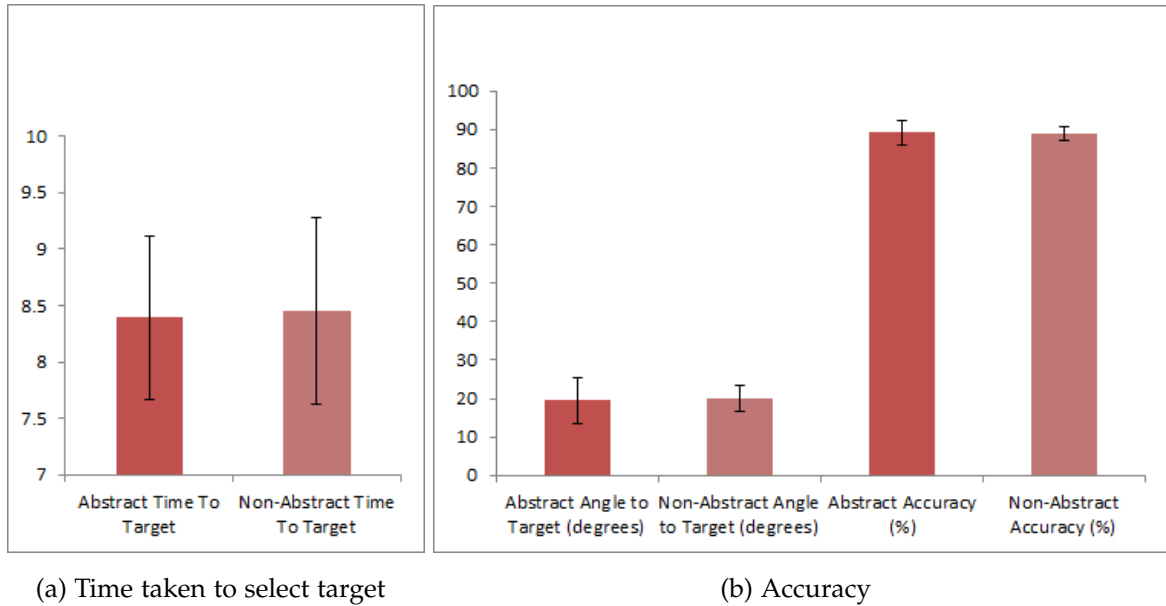 10
9.5
9
8.5
8
7.5
7
Abstract Time To
Target
Non-Abstract Time
To Target
(a) Time taken to select target
100
90
80
70
60
50
40
30
20
10
0
Abstract Angle to
Target (degrees)
Non-Abstract Angle
to Target (degrees)
Abstract Accuracy
(%)
Non-Abstract
Accuracy (%)
(b) Accuracy